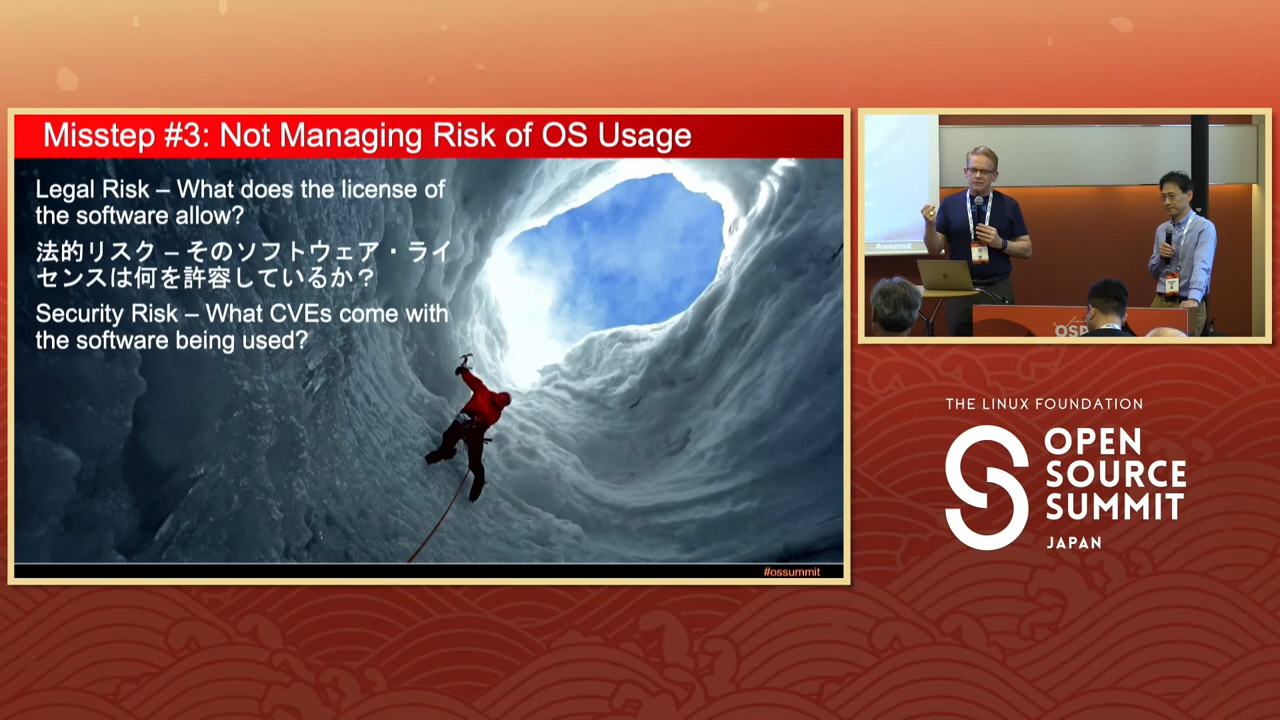 Misstep #3: Not Managing Risk of OS Usage
Legal Risk – What does the license of
the software allow?
法的リスク – そのソフトウェア・ライ
センスは何を許容しているか？
Security Risk – What CVEs come with
the software being used?
#ossummit
#ossummit
THE LINUX FOUNDATION
OPEN
SOURCE
SUMMIT
JAPAN